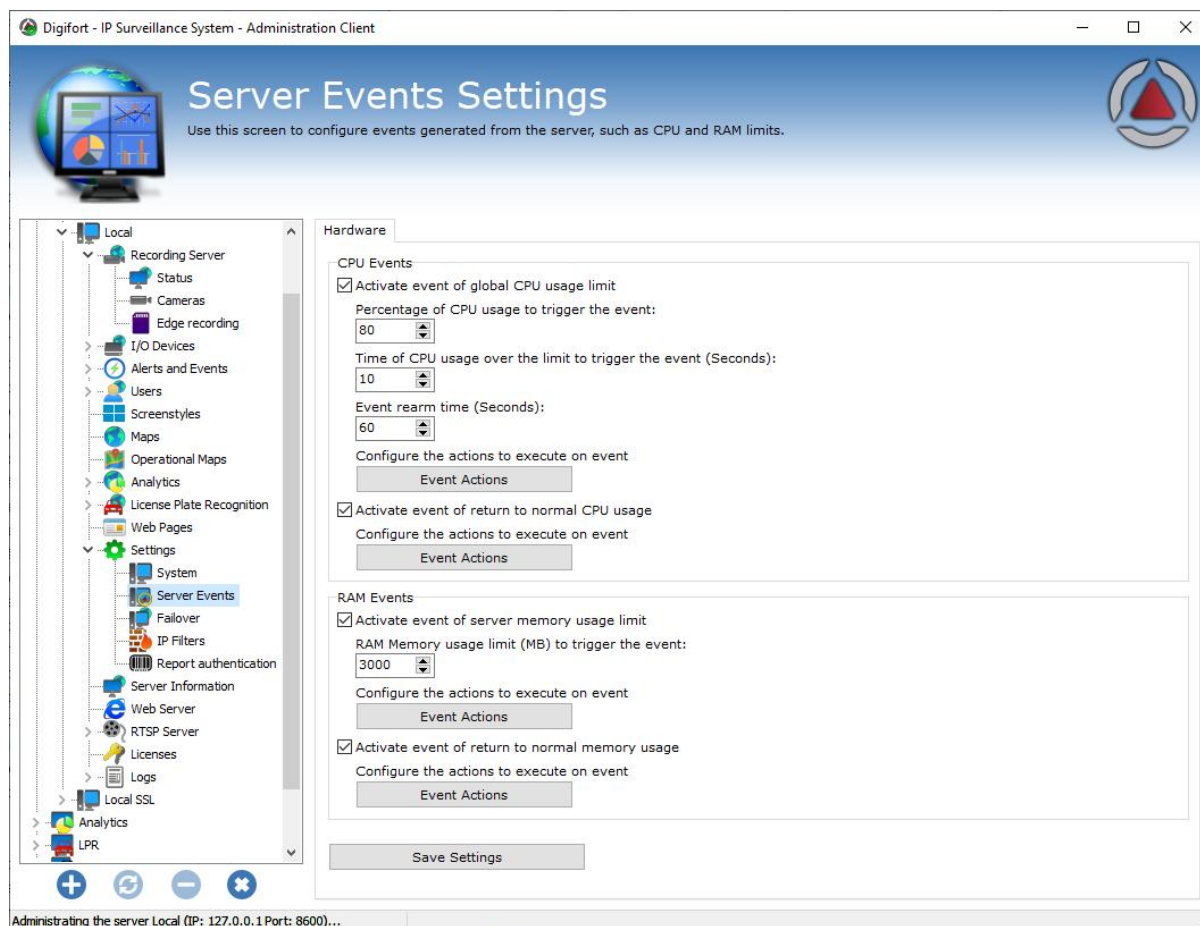 Digifort - IP Surveillance System - Administration Client
Server Events Settings
Use this screen to configure events generated from the server, such as CPU and RAM limits.
Local
Recording Server
Status
Cameras
Edge recording
I/O Devices
Alerts and Events
Users
Screenstyles
Maps
Operational Maps
Analytics
License Plate Recognition
Web Pages
Settings
System
Server Events
Failover
IP Filters
Report authentication
Server Information
Web Server
RTSP Server
Licenses
Logs
Local SSL
Analytics
LPR
Hardware
CPU Events
Activate event of global CPU usage limit
Percentage of CPU usage to trigger the event:
80
Time of CPU usage over the limit to trigger the event (Seconds):
10
Event rearm time (Seconds):
60
Configure the actions to execute on event
Event Actions
Activate event of return to normal CPU usage
Configure the actions to execute on event
Event Actions
RAM Events
Activate event of server memory usage limit
RAM Memory usage limit (MB) to trigger the event:
3000
Configure the actions to execute on event
Event Actions
Activate event of return to normal memory usage
Configure the actions to execute on event
Event Actions
Save Settings
Administrating the server Local (IP: 127.0.0.1 Port: 8600)...